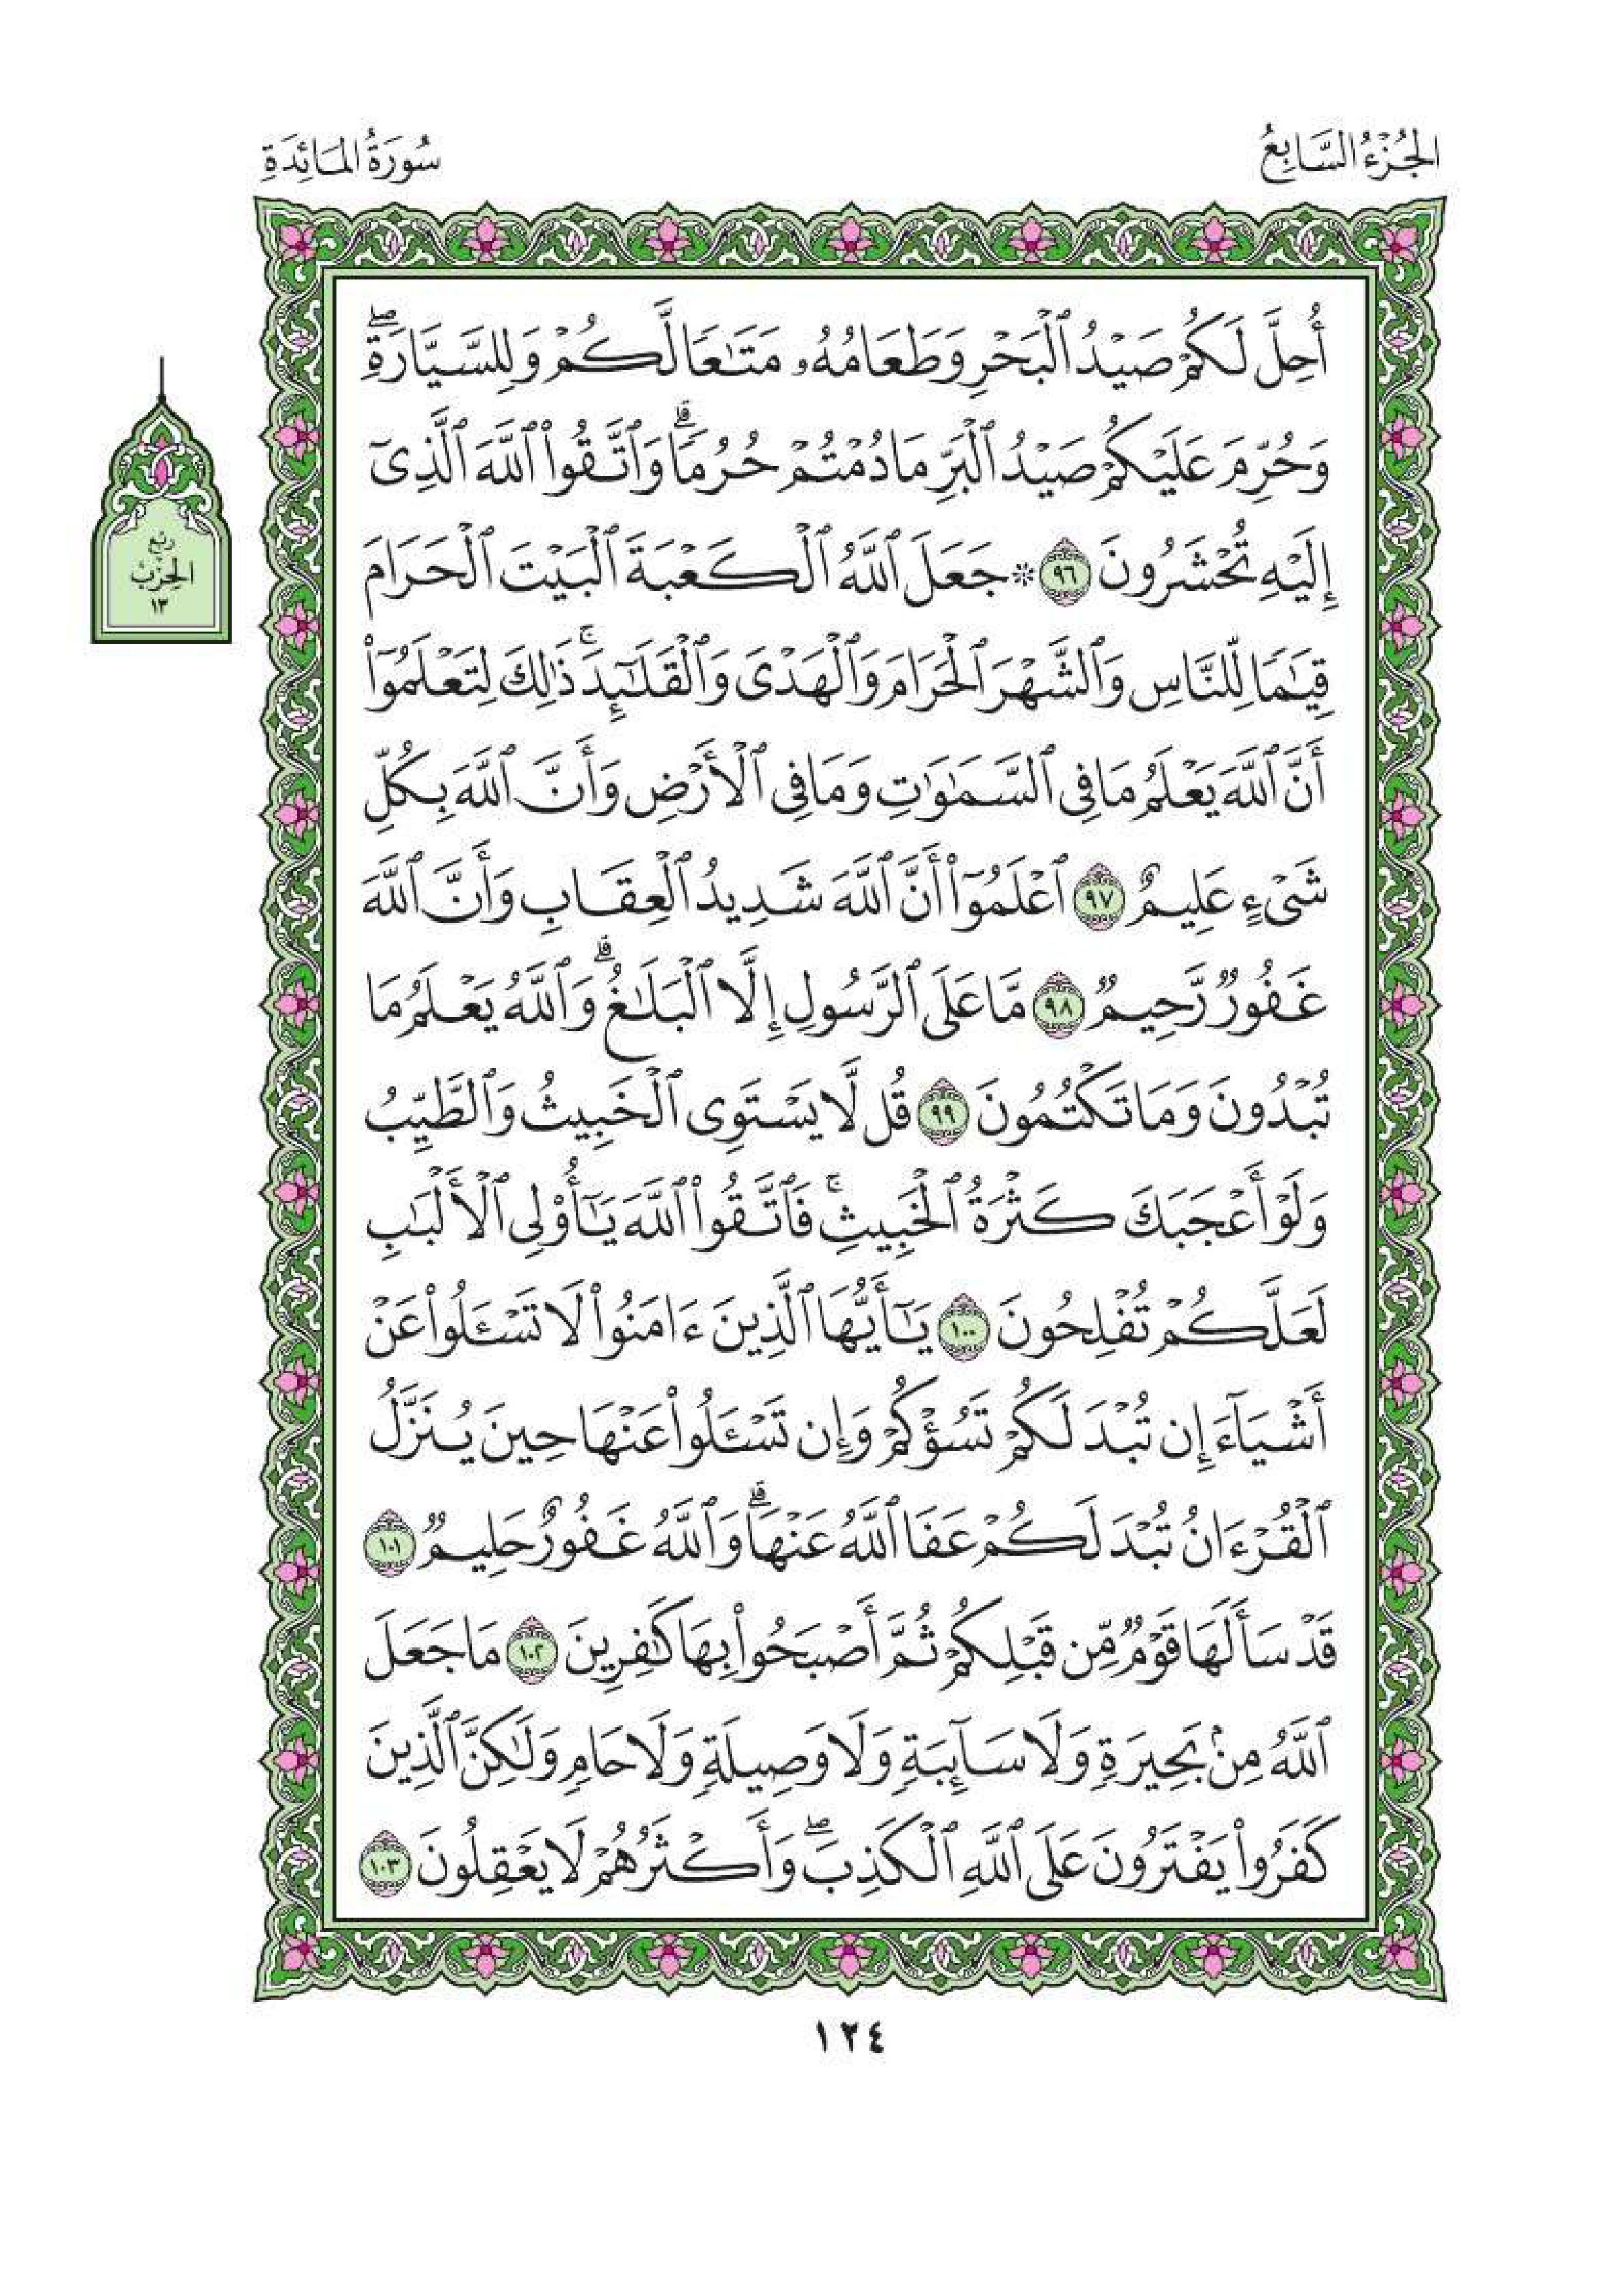 الجُزْءُ السَّابِعُ
سُورَةُ المَائِدَةِ
أُحِلَّ لَكُمْ صَيْدُ ٱلْبَحْرِ وَطَعَامُهُۥ مَتَـٰعًا لَّكُمْ وَلِلسَّيَّارَةِۖ
وَحُرِّمَ عَلَيْكُمْ صَيْدُ ٱلْبَرِّ مَا دُمْتُمْ حُرُمًاۗ وَٱتَّقُوا۟ ٱللَّهَ ٱلَّذِىٓ
إِلَيْهِ تُحْشَرُونَ ٩٦ ۞ جَعَلَ ٱللَّهُ ٱلْكَعْبَةَ ٱلْبَيْتَ ٱلْحَرَامَ
قِيَـٰمًا لِّلنَّاسِ وَٱلشَّهْرَ ٱلْحَرَامَ وَٱلْهَدْىَ وَٱلْقَلَـٰٓئِدَۚ ذَٰلِكَ لِتَعْلَمُوٓا۟
أَنَّ ٱللَّهَ يَعْلَمُ مَا فِى ٱلسَّمَـٰوَٰتِ وَمَا فِى ٱلْأَرْضِ وَأَنَّ ٱللَّهَ بِكُلِّ
شَىْءٍ عَلِيمٌ ٩٧ ٱعْلَمُوٓا۟ أَنَّ ٱللَّهَ شَدِيدُ ٱلْعِقَابِ وَأَنَّ ٱللَّهَ
غَفُورٌ رَّحِيمٌ ٩٨ مَّا عَلَى ٱلرَّسُولِ إِلَّا ٱلْبَلَـٰغُۗ وَٱللَّهُ يَعْلَمُ مَا
تُبْدُونَ وَمَا تَكْتُمُونَ ٩٩ قُل لَّا يَسْتَوِى ٱلْخَبِيثُ وَٱلطَّيِّبُ
وَلَوْ أَعْجَبَكَ كَثْرَةُ ٱلْخَبِيثِۚ فَٱتَّقُوا۟ ٱللَّهَ يَـٰٓأُو۟لِى ٱلْأَلْبَـٰبِ
لَعَلَّكُمْ تُفْلِحُونَ ١٠٠ يَـٰٓأَيُّهَا ٱلَّذِينَ ءَامَنُوا۟ لَا تَسْـَٔلُوا۟ عَنْ
أَشْيَآءَ إِن تُبْدَ لَكُمْ تَسُؤْكُمْ وَإِن تَسْـَٔلُوا۟ عَنْهَا حِينَ يُنَزَّلُ
ٱلْقُرْءَانُ تُبْدَ لَكُمْ عَفَا ٱللَّهُ عَنْهَاۗ وَٱللَّهُ غَفُورٌ حَلِيمٌ ١٠١
قَدْ سَأَلَهَا قَوْمٌ مِّن قَبْلِكُمْ ثُمَّ أَصْبَحُوا۟ بِهَا كَـٰفِرِينَ ١٠٢ مَا جَعَلَ
ٱللَّهُ مِنۢ بَحِيرَةٍ وَلَا سَآئِبَةٍ وَلَا وَصِيلَةٍ وَلَا حَامٍ وَلَـٰكِنَّ ٱلَّذِينَ
كَفَرُوا۟ يَفْتَرُونَ عَلَى ٱللَّهِ ٱلْكَذِبَۖ وَأَكْثَرُهُمْ لَا يَعْقِلُونَ ١٠٣
ربع
الحزب
١٣
١٢٤